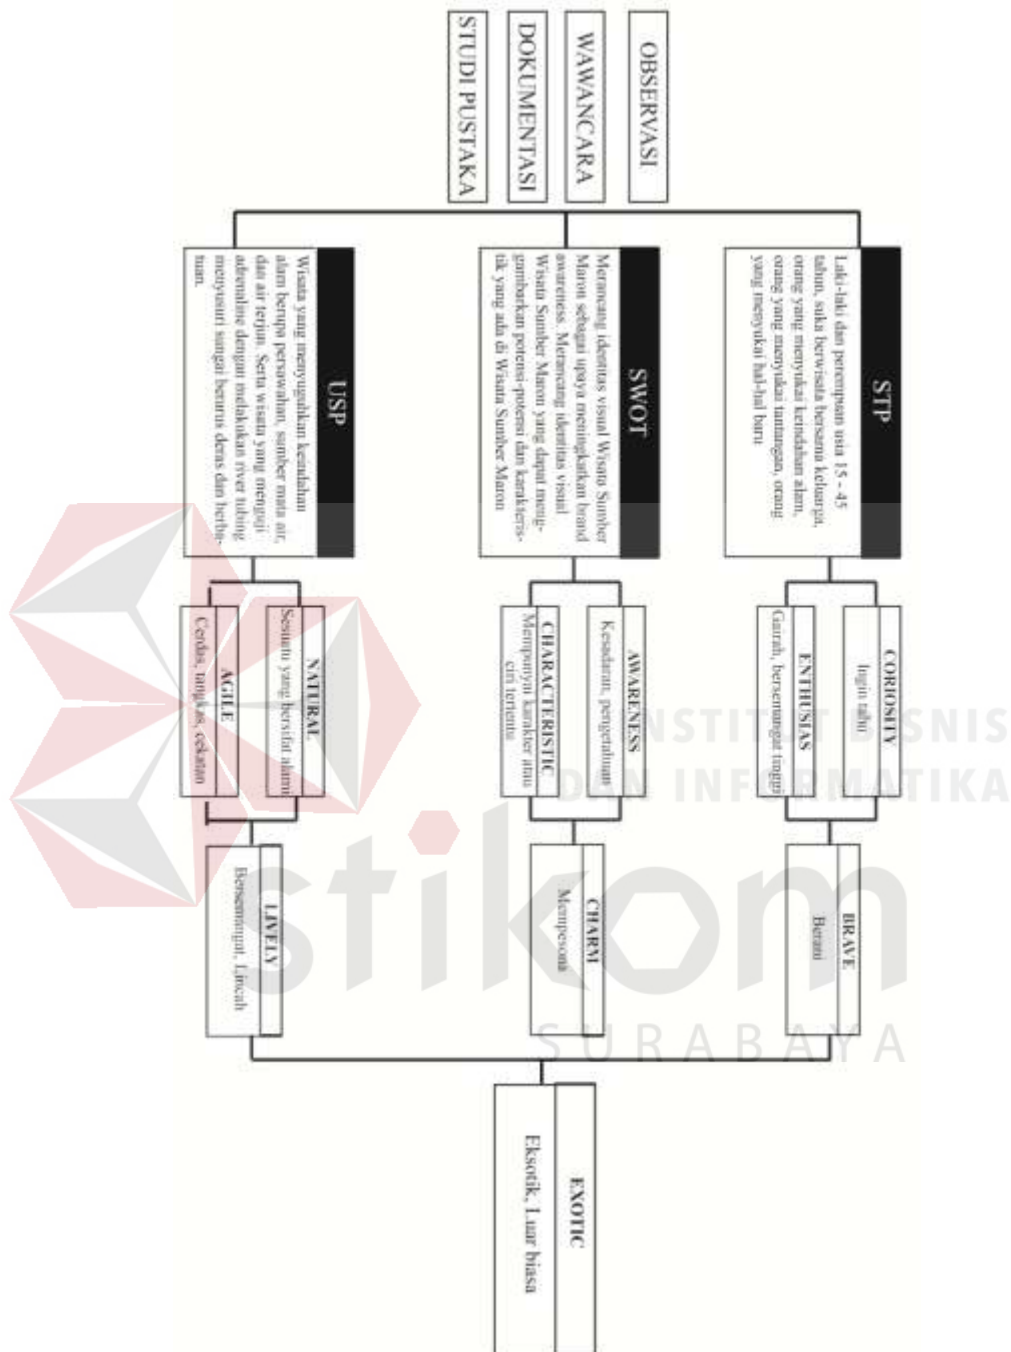 OBSERVASI
WAWANCARA
DOKUMENTASI
STUDI PUSTAKA
STP
Laki-laki dan perempuan usia 15 - 45
tahun, suka berwisata bersama keluarga,
orang yang menyukai keindahan alam,
orang yang menyukai tantangan, orang
yang menyukai hal-hal baru
SWOT
Merancang identitas visual Wisata Sumber
Maron sebagai upaya meningkatkan brand
awareness. Merancang identitas visual
Wisata Sumber Maron yang dapat meng-
gambarkan potensi-potensi dan karakteris-
tik yang ada di Wisata Sumber Maron
USP
Wisata yang menyuguhkan keindahan
alam berupa persawahan, sumber mata air,
dan air terjun. Serta wisata yang menguji
adrenaline dengan melakukan river tubing
menyusuri sungai berarus deras dan berba-
tuan.
CORIOSITY
Ingin tahu
ENTHUSIAS
Gairah, bersemangat tinggi
AWARENESS
Kesadaran, pengetahuan
CHARACTERISTIC
Mempunyai karakter atau
ciri tertentu
NATURAL
Sesuatu yang bersifat alami
AGILE
Cerdas, tangkas, cekatan
BRAVE
Berani
CHARM
Mempesona
LIVELY
Bersemangat, Lincah
EXOTIC
Eksotik, Luar biasa
INSTITUT BISNIS
DAN INFORMATIKA
stikom
SURABAYA